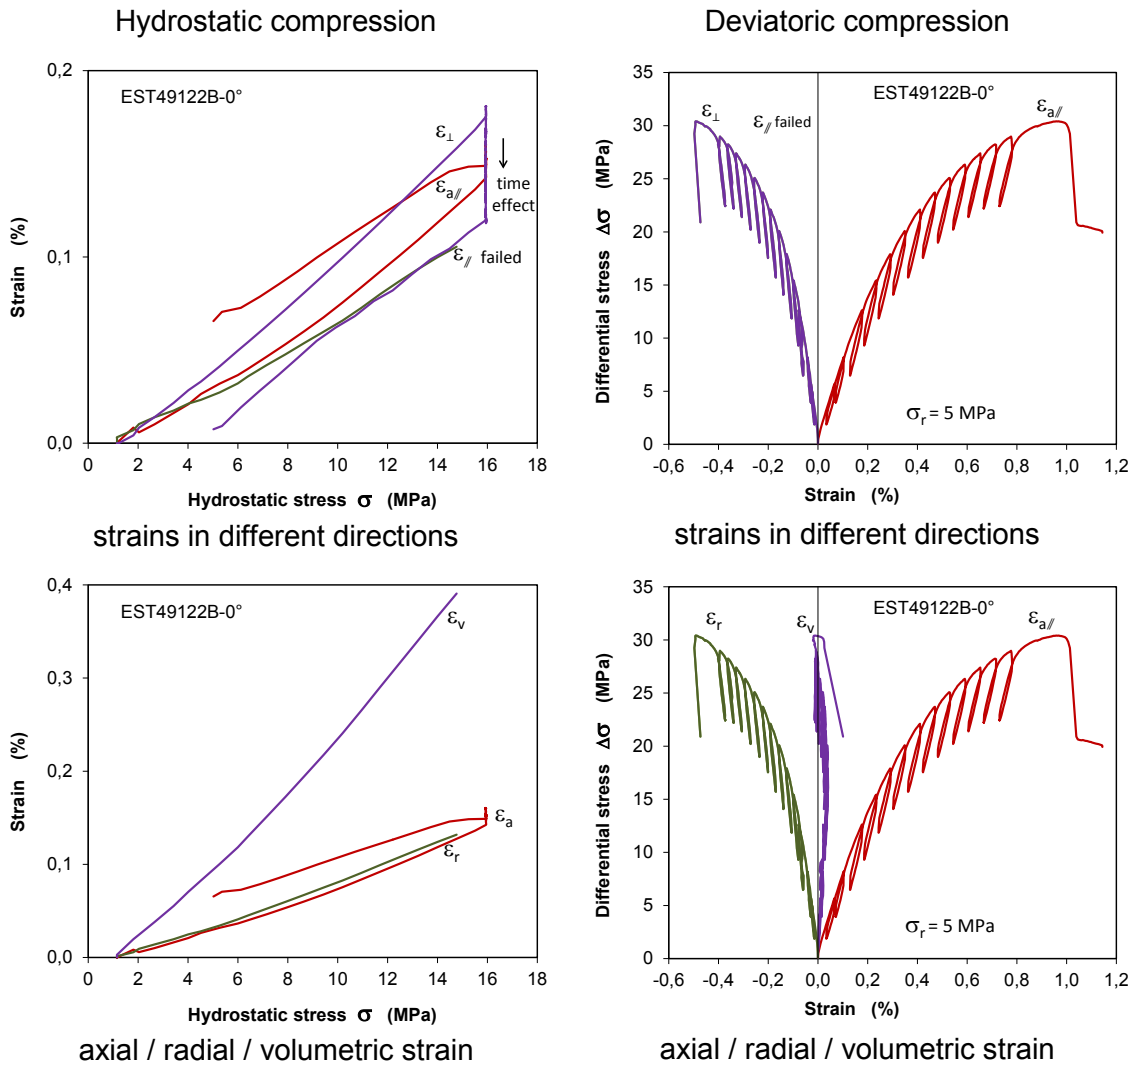 Hydrostatic compression
Deviatoric compression
0,2
0,1
0,0
Strain (%)
EST49122B-0°
ε⊥
ε a//
ε// failed
time
effect
0 2 4 6 8 10 12 14 16 18
Hydrostatic stress σ (MPa)
strains in different directions
35
30
25
20
15
10
5
0
Differential stress Δσ (MPa)
EST49122B-0°
ε⊥
ε// failed
εa//
σr = 5 MPa
-0,6 -0,4 -0,2 0,0 0,2 0,4 0,6 0,8 1,0 1,2
Strain (%)
strains in different directions
0,4
0,3
0,2
0,1
0,0
Strain (%)
EST49122B-0°
εv
εa
εr
0 2 4 6 8 10 12 14 16 18
Hydrostatic stress σ (MPa)
axial / radial / volumetric strain
35
30
25
20
15
10
5
0
Differential stress Δσ (MPa)
EST49122B-0°
εr
εv
εa//
σr = 5 MPa
-0,6 -0,4 -0,2 0,0 0,2 0,4 0,6 0,8 1,0 1,2
Strain (%)
axial / radial / volumetric strain